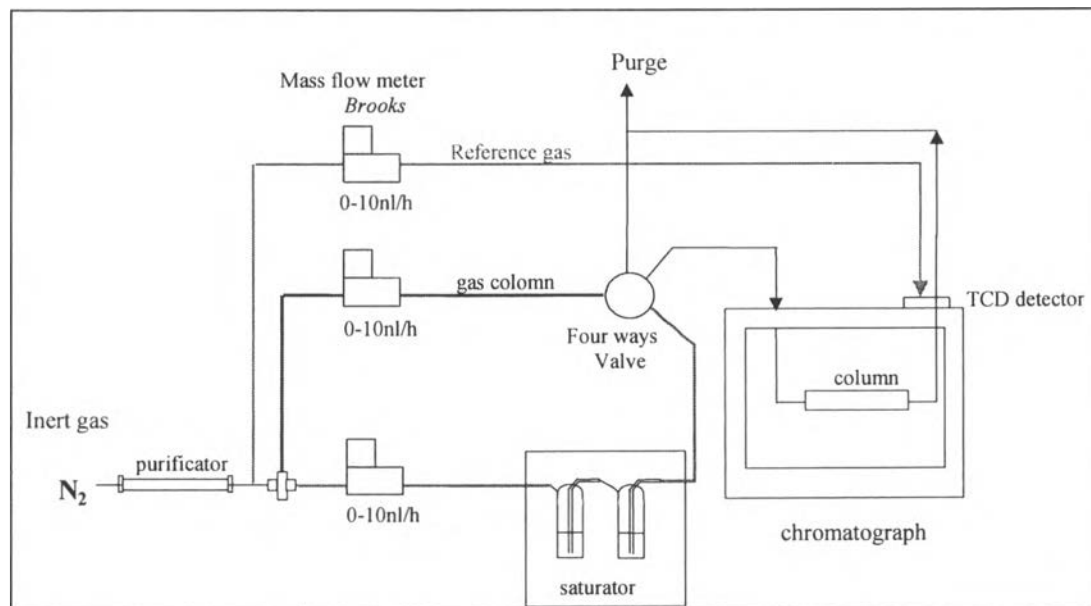 Purge
Mass flow meter
Brooks
Reference gas
0-10nl/h
gas colomn
0-10nl/h
Four ways
Valve
TCD detector
column
Inert gas
purificator
N2
0-10nl/h
chromatograph
saturator